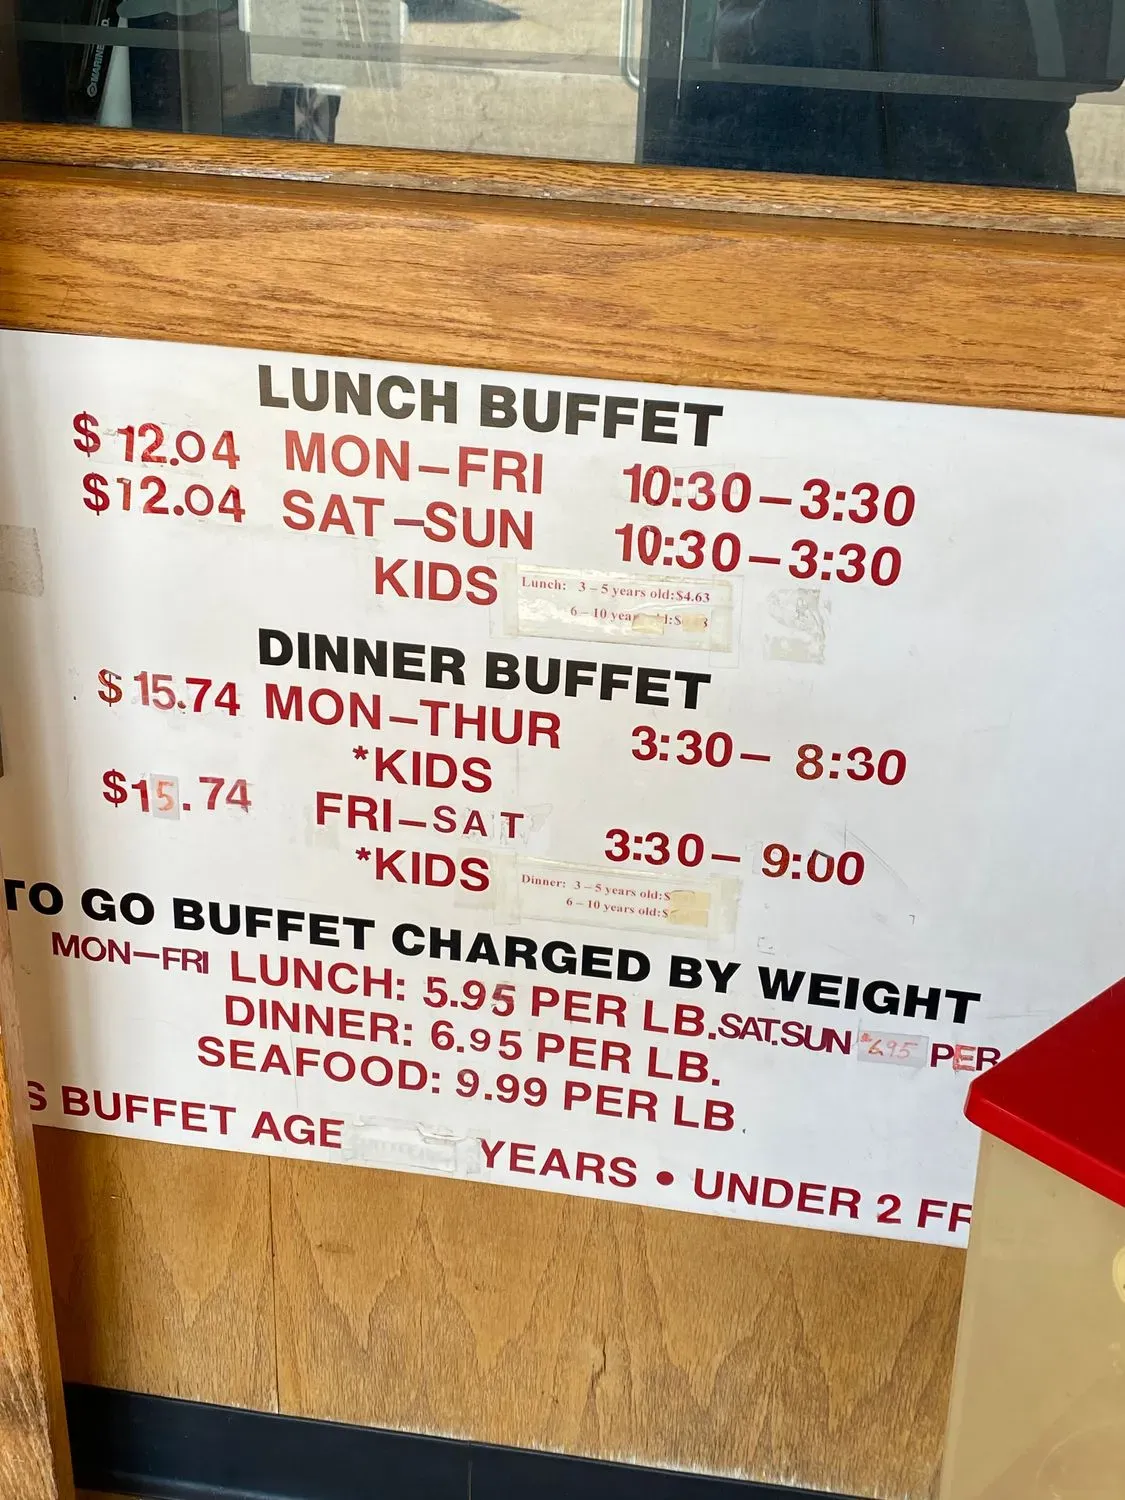 MARINE
LUNCH BUFFET
$12.04 MON-FRI 10:30-3:30
$12.04 SAT-SUN 10:30-3:30
KIDS
Lunch: 3-5 years old:$4.63
6-10
DINNER BUFFET
$15.74 MON-THUR 3:30-8:30
*KIDS
$15.74 FRI-SAT 3:30-9:00
*KIDS
Dinner: 3-5 years old:$
6-10 years old:$
TO GO BUFFET CHARGED BY WEIGHT
MON-FRI LUNCH: 5.95 PER LB. SAT.SUN $6.95 PER
DINNER: 6.95 PER LB.
SEAFOOD: 9.99 PER LB.
S BUFFET AGE YEARS • UNDER 2 FR